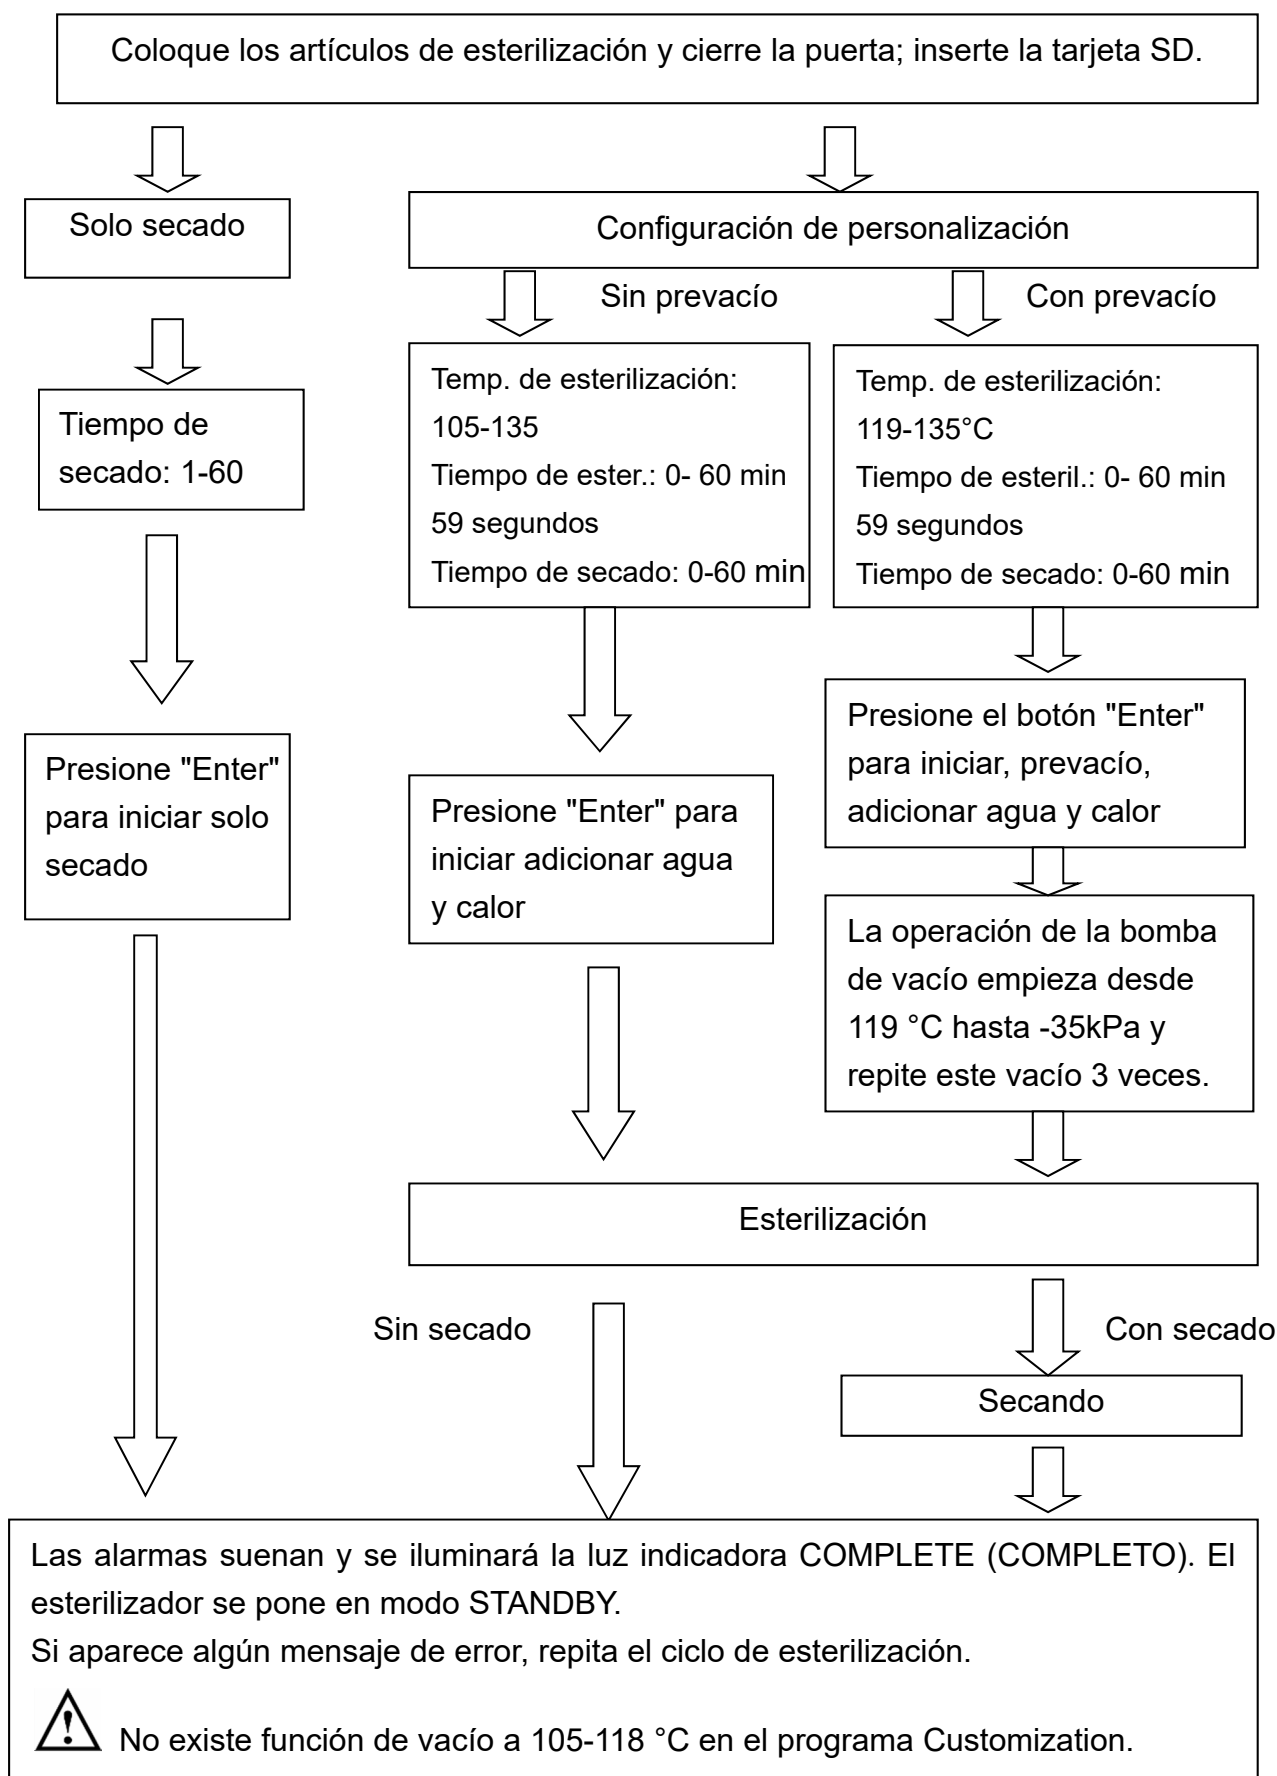 Coloque los artículos de esterilización y cierre la puerta; inserte la tarjeta SD.
Solo secado
Configuración de personalización
Sin prevacío
Con prevacío
Tiempo de
secado: 1-60
Temp. de esterilización:
105-135
Tiempo de ester.: 0- 60 min
59 segundos
Tiempo de secado: 0-60 min
Temp. de esterilización:
119-135°C
Tiempo de esteril.: 0- 60 min
59 segundos
Tiempo de secado: 0-60 min
Presione "Enter"
para iniciar solo
secado
Presione "Enter" para
iniciar adicionar agua
y calor
Presione el botón "Enter"
para iniciar, prevacío,
adicionar agua y calor
La operación de la bomba
de vacío empieza desde
119 °C hasta -35kPa y
repite este vacío 3 veces.
Esterilización
Sin secado
Con secado
Secando
Las alarmas suenan y se iluminará la luz indicadora COMPLETE (COMPLETO). El
esterilizador se pone en modo STANDBY.
Si aparece algún mensaje de error, repita el ciclo de esterilización.
No existe función de vacío a 105-118 °C en el programa Customization.